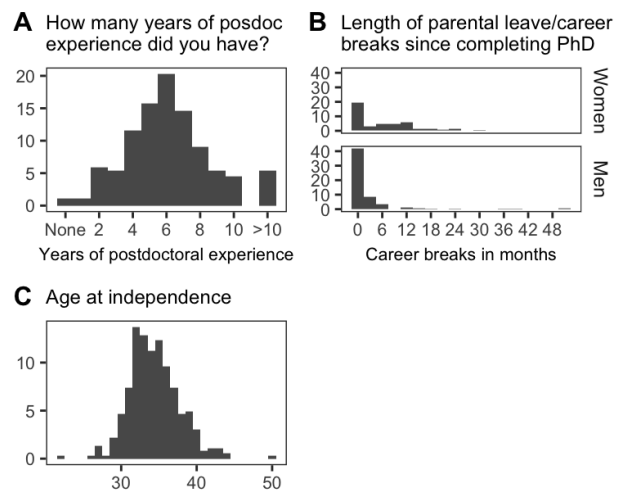 A How many years of posdoc
experience did you have?
20
15
10
5
0
None 2 4 6 8 10 >10
Years of postdoctoral experience
B Length of parental leave/career
breaks since completing PhD
40
30
20
10
0
Women
40
30
20
10
0
Men
0 6 12 18 24 30 36 42 48
Career breaks in months
C Age at independence
10
5
0
30 40 50